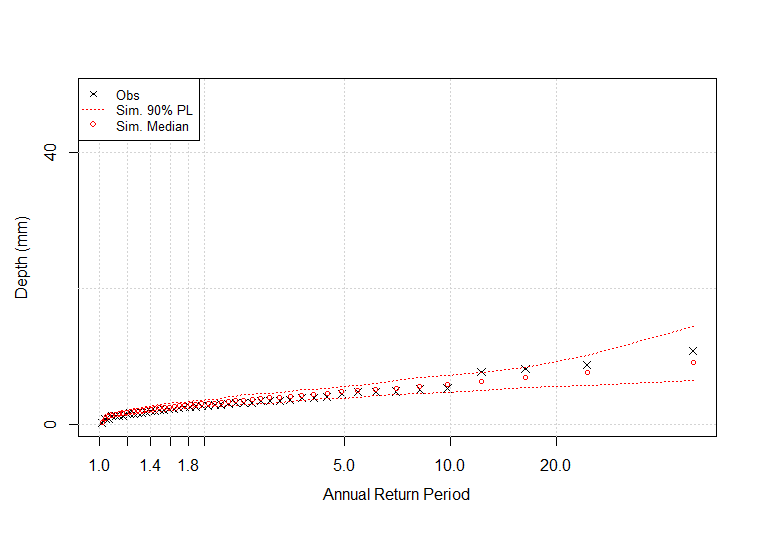 Obs
Sim. 90% PL
Sim. Median
40
0
Depth (mm)
1.0 1.4 1.8 5.0 10.0 20.0
Annual Return Period